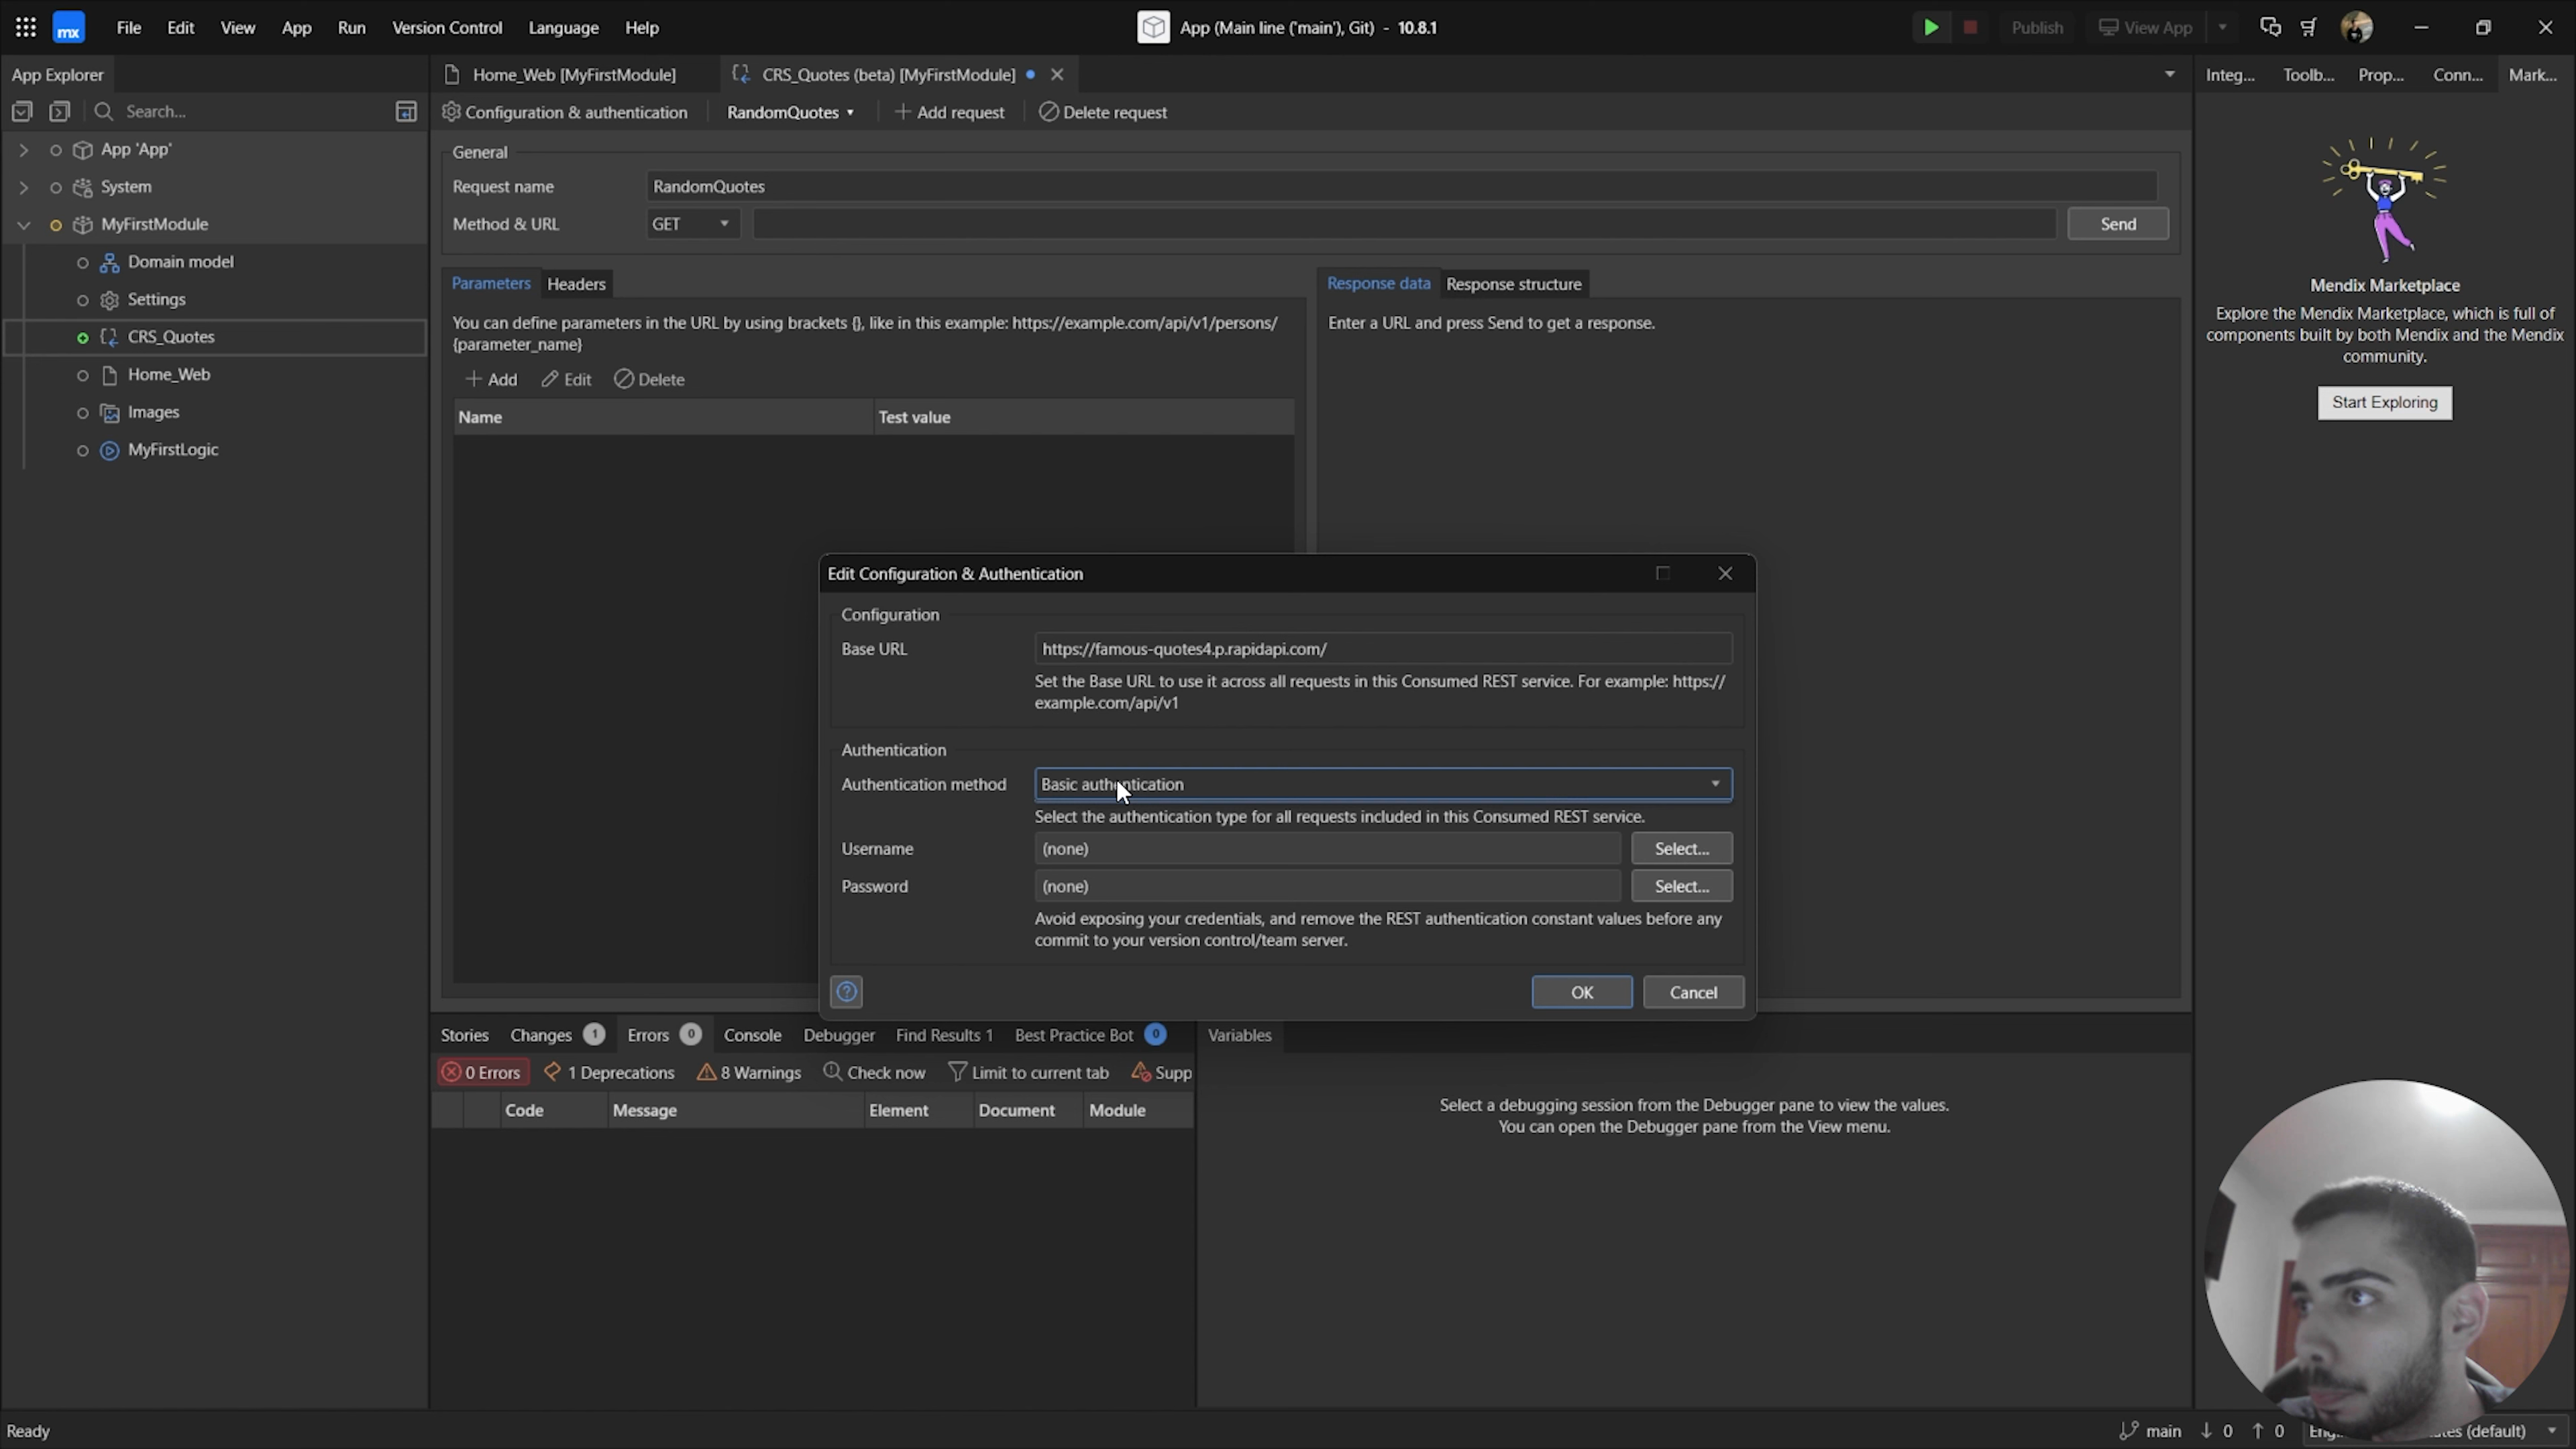 mx
File Edit View App Run Version Control Language Help
App (Main line ('main'), Git) - 10.8.1
Publish
View App
App Explorer
Home_Web [MyFirstModule]
CRS_Quotes (beta) [MyFirstModule]
Integ... Toolb... Prop... Conn... Mark...
Search...
Configuration & authentication
RandomQuotes
Add request
Delete request
App 'App'
System
MyFirstModule
Domain model
Settings
CRS_Quotes
Home_Web
Images
MyFirstLogic
General
Request name
RandomQuotes
Method & URL
GET
Send
Parameters Headers
You can define parameters in the URL by using brackets {}, like in this example: https://example.com/api/v1/persons/
{parameter_name}
Add Edit Delete
Name Test value
Response data Response structure
Enter a URL and press Send to get a response.
Mendix Marketplace
Explore the Mendix Marketplace, which is full of
components built by both Mendix and the Mendix
community.
Start Exploring
Edit Configuration & Authentication
Configuration
Base URL
https://famous-quotes4.p.rapidapi.com/
Set the Base URL to use it across all requests in this Consumed REST service. For example: https://
example.com/api/v1
Authentication
Authentication method
Basic authentication
Select the authentication type for all requests included in this Consumed REST service.
Username
(none)
Select...
Password
(none)
Select...
Avoid exposing your credentials, and remove the REST authentication constant values before any
commit to your version control/team server.
OK
Cancel
Stories Changes 1 Errors 0 Console Debugger Find Results 1 Best Practice Bot 0
Variables
0 Errors 1 Deprecations 8 Warnings Check now Limit to current tab Supp
Code Message Element Document Module
Select a debugging session from the Debugger pane to view the values.
You can open the Debugger pane from the View menu.
Ready
main 0 0
(default)